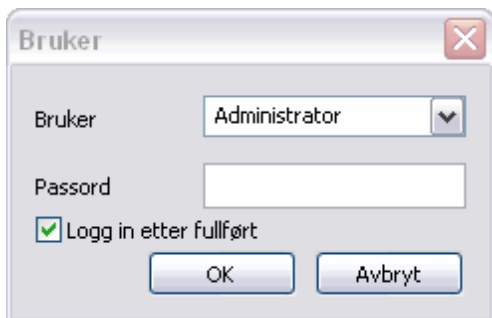 Bruker
Bruker Administrator
Passord
Logg in etter fullført
OK Avbryt